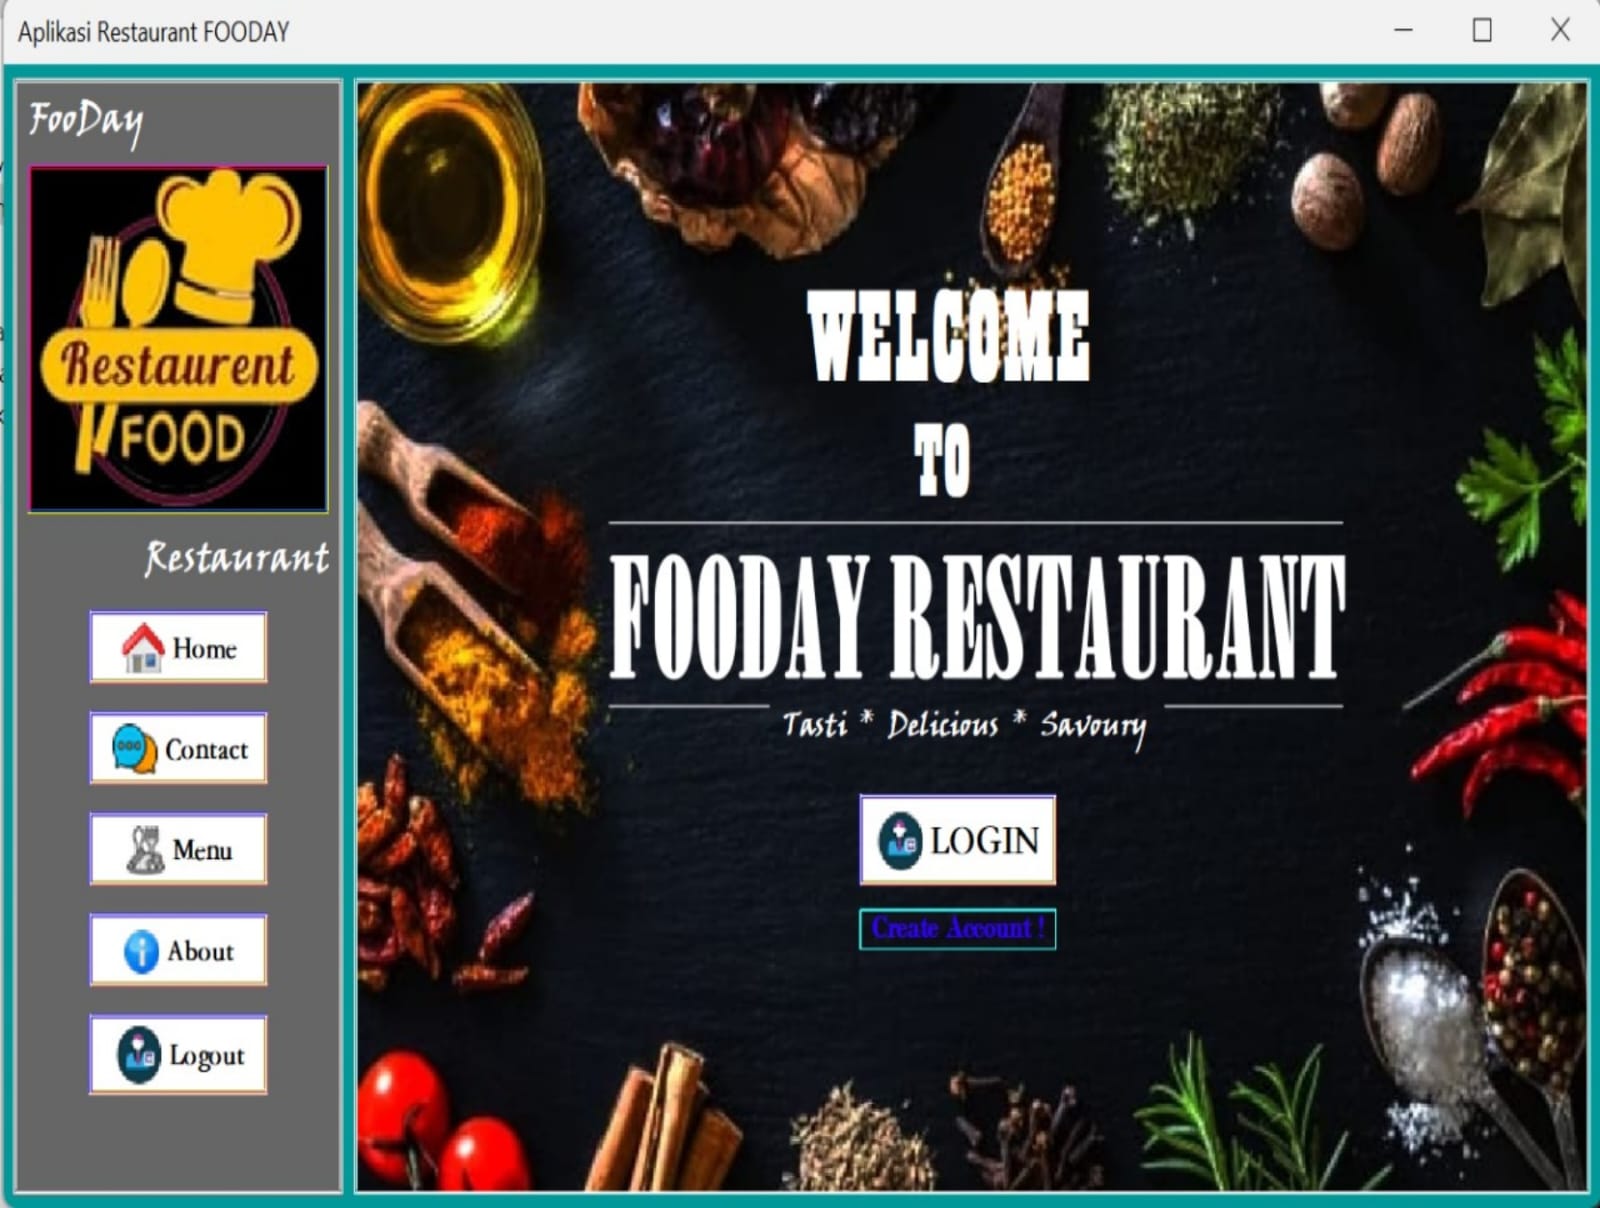 Aplikasi Restaurant FOODAY
FooDay
Restaurent
FOOD
Restaurant
Home
Contact
Menu
About
Logout
WELCOME
TO
FOODAY RESTAURANT
Tasti * Delicious * Savoury
LOGIN
Create Account !